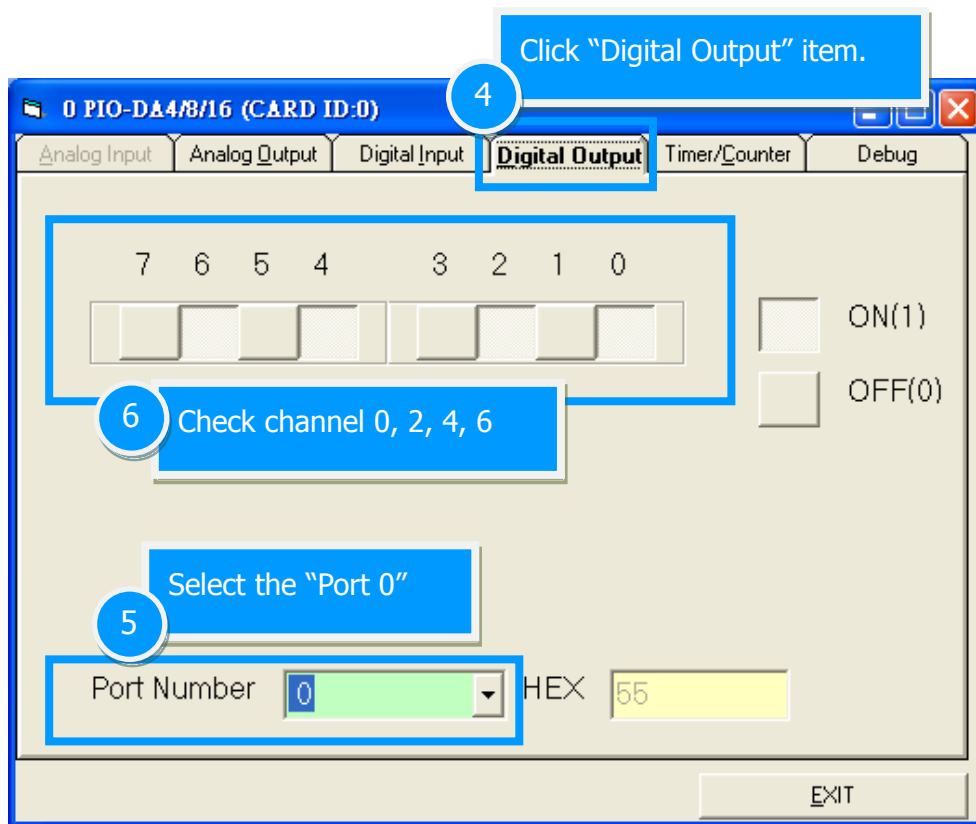 Click “Digital Output” item.
4
0 PIO-DA4/8/16 (CARD ID:0)
Analog Input Analog Output Digital Input Digital Output Timer/Counter Debug
7 6 5 4 3 2 1 0
ON(1)
OFF(0)
6 Check channel 0, 2, 4, 6
Select the “Port 0”
5
Port Number 0 HEX 55
EXIT